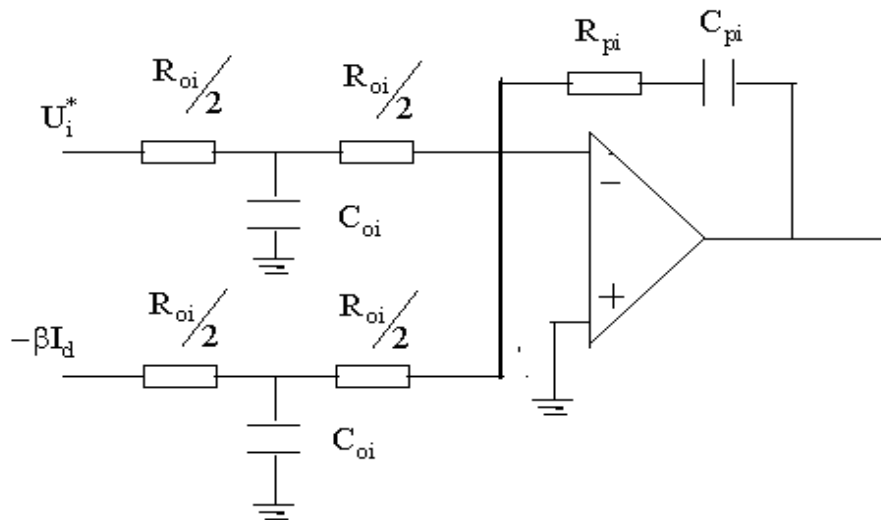 R_pi
C_pi
R_oi/2
R_oi/2
U_i^*
−
C_oi
+
R_oi/2
R_oi/2
−βI_d
C_oi